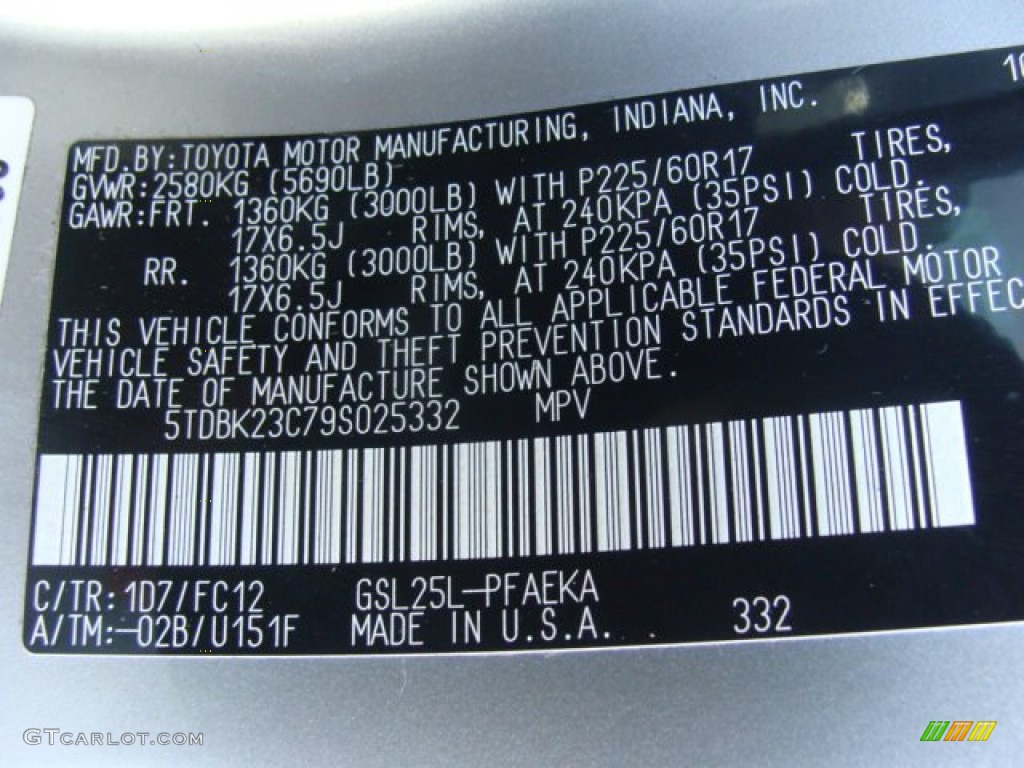 10
MFD.BY:TOYOTA MOTOR MANUFACTURING, INDIANA, INC.
GVWR:2580KG (5690LB)
GAWR:FRT. 1360KG (3000LB) WITH P225/60R17 TIRES,
17X6.5J RIMS, AT 240KPA (35PSI) COLD.
RR. 1360KG (3000LB) WITH P225/60R17 TIRES,
17X6.5J RIMS, AT 240KPA (35PSI) COLD.
THIS VEHICLE CONFORMS TO ALL APPLICABLE FEDERAL MOTOR
VEHICLE SAFETY AND THEFT PREVENTION STANDARDS IN EFFEC
THE DATE OF MANUFACTURE SHOWN ABOVE.
5TDBK23C79S025332 MPV
C/TR:1D7/FC12 GSL25L-PFAEKA
A/TM:-02B/U151F MADE IN U.S.A. 332
GTCARLOT.COM